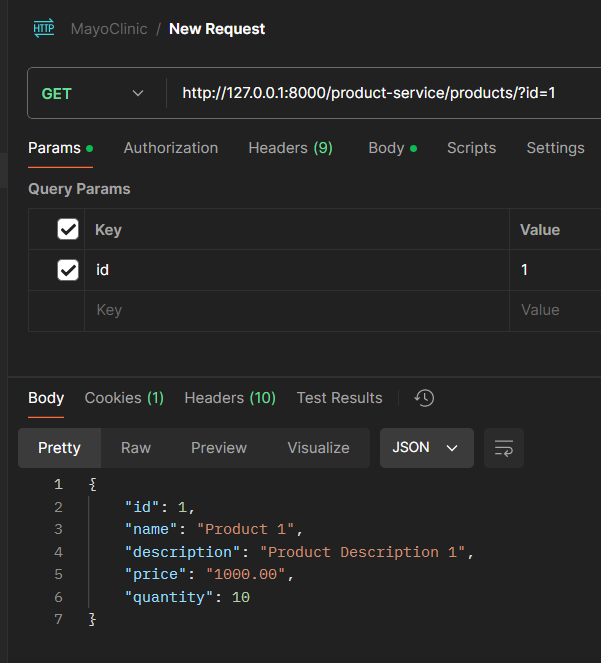 HTTP MayoClinic / New Request
GET http://127.0.0.1:8000/product-service/products/?id=1
Params Authorization Headers (9) Body Scripts Settings
Query Params
Key Value
id 1
Key Value
Body Cookies (1) Headers (10) Test Results
Pretty Raw Preview Visualize JSON
1 {
2 "id": 1,
3 "name": "Product 1",
4 "description": "Product Description 1",
5 "price": "1000.00",
6 "quantity": 10
7 }